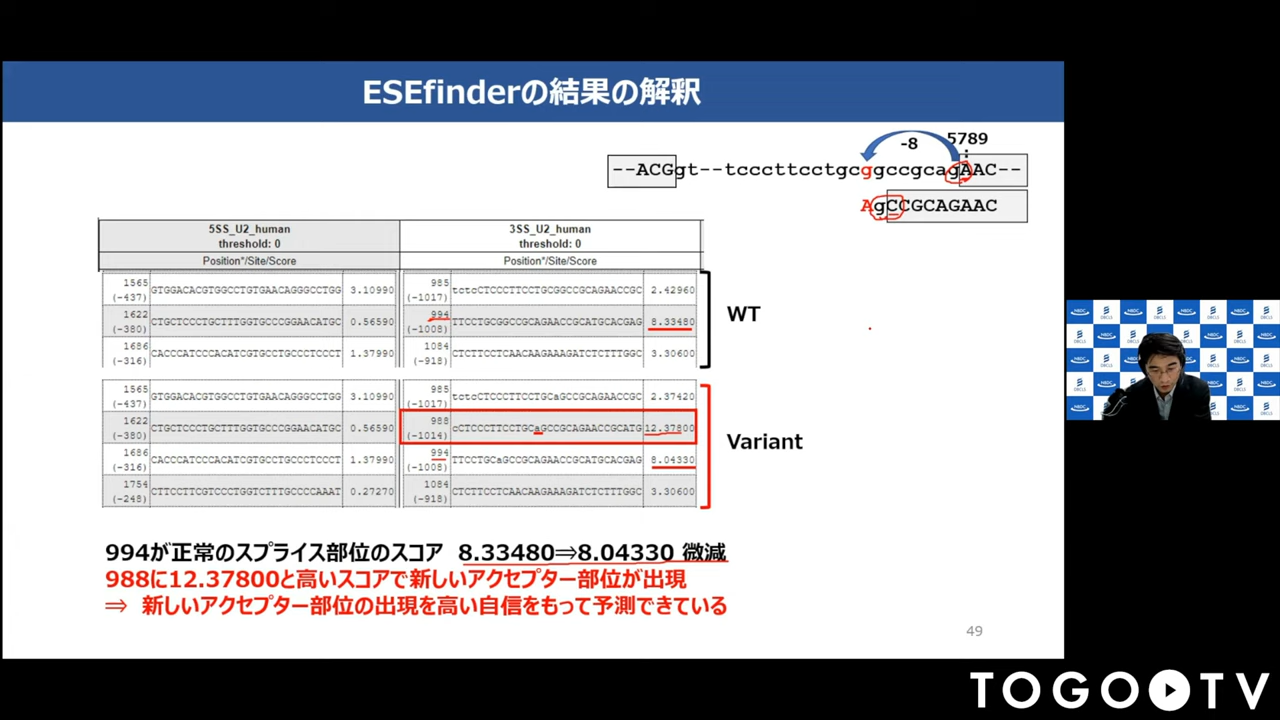 ESEfinderの結果の解釈
-8
5789
--ACGgt--tcccttcctgcggccgcagAAC--
AgCCGCAGAAC
5SS_U2_human
threshold: 0
3SS_U2_human
threshold: 0
Position*/Site/Score
Position*/Site/Score
1565
(-437)
GTGGACACGTGGCCTGTGAACAGGGCCTGG
3.10990
985
(-1017)
tctcCTCCCTTCCTGCGGCCGCAGAACCGC
2.42960
1622
(-380)
CTGCTCCCTGCTTTGGTGCCCGGAACATGC
0.56590
994
(-1008)
TTCCTGCGGCCGCAGAACCGCATGCACGAG
8.33480
1686
(-316)
CACCCATCCCACATCGTGCCTGCCCTCCCT
1.37990
1084
(-918)
CTCTTCCTCAACAAGAAAGATCTCTTTGGC
3.30600
WT
1565
(-437)
GTGGACACGTGGCCTGTGAACAGGGCCTGG
3.10990
985
(-1017)
tctcCTCCCTTCCTGCaGCCGCAGAACCGC
2.37420
1622
(-380)
CTGCTCCCTGCTTTGGTGCCCGGAACATGC
0.56590
988
(-1014)
cCTCCCTTCCTGCaGCCGCAGAACCGCATG
12.37800
1686
(-316)
CACCCATCCCACATCGTGCCTGCCCTCCCT
1.37990
994
(-1008)
TTCCTGCaGCCGCAGAACCGCATGCACGAG
8.04330
1754
(-248)
CTTCCTTCGTCCCTGGTCTTTGCCCCAAAT
0.27270
1084
(-918)
CTCTTCCTCAACAAGAAAGATCTCTTTGGC
3.30600
Variant
994が正常のスプライス部位のスコア 8.33480⇒8.04330 微減
988に12.37800と高いスコアで新しいアクセプター部位が出現
⇒ 新しいアクセプター部位の出現を高い自信をもって予測できている
49
TOGO TV